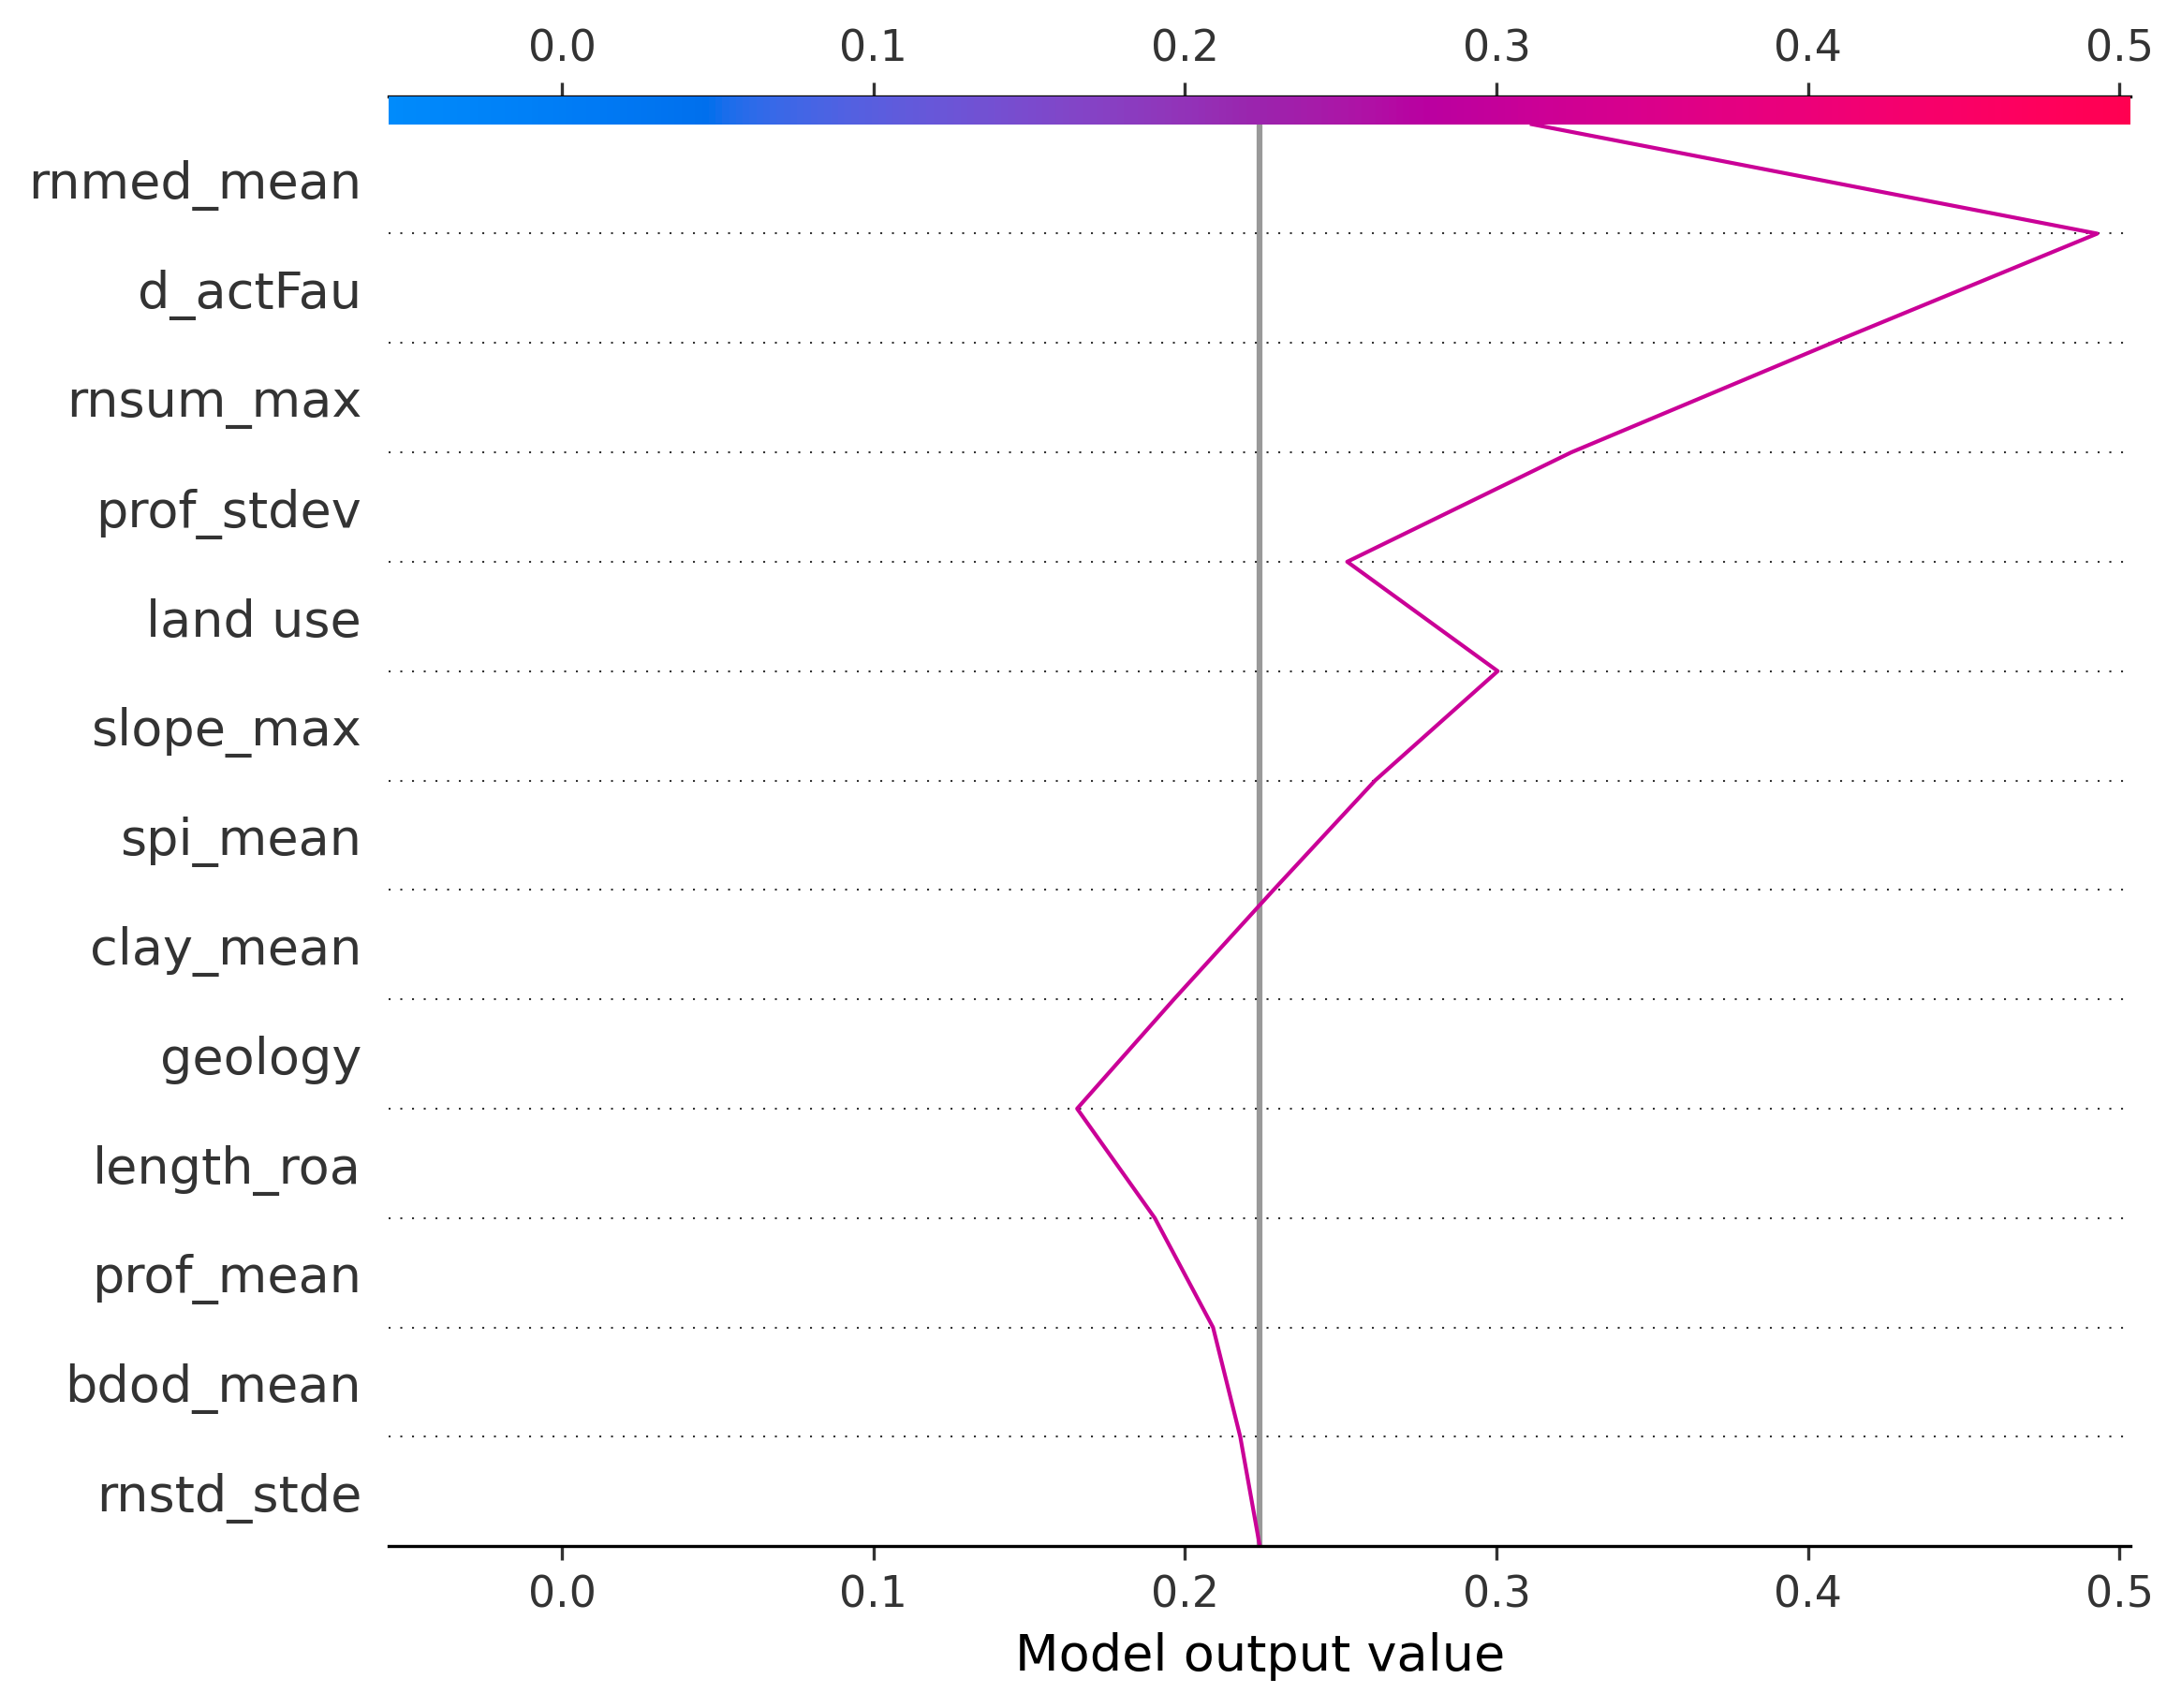 0.0 0.1 0.2 0.3 0.4 0.5
rnmed_mean
d_actFau
rnsum_max
prof_stdev
land use
slope_max
spi_mean
clay_mean
geology
length_roa
prof_mean
bdod_mean
rnstd_stde
0.0 0.1 0.2 0.3 0.4 0.5
Model output value